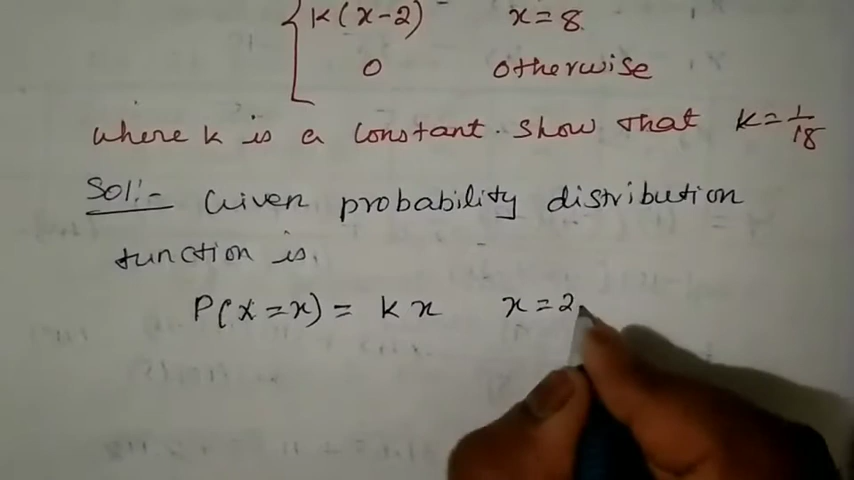 k(x-2) x=8
0 otherwise
where k is a constant. show that k=1/18
Sol:- Given probability distribution
function is.
P(X=x) = kx x=2,